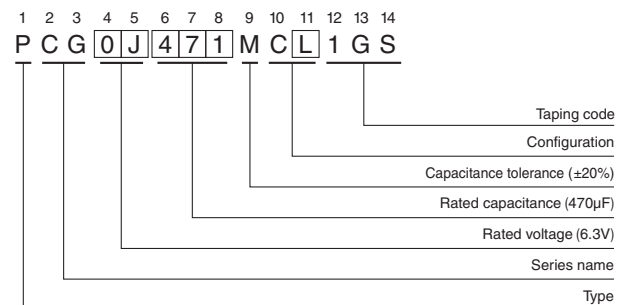 1 2 3 4 5 6 7 8 9 10 11 12 13 14
P C G 0 J 4 7 1 M C L 1 G S
Taping code
Configuration
Capacitance tolerance (±20%)
Rated capacitance (470µF)
Rated voltage (6.3V)
Series name
Type